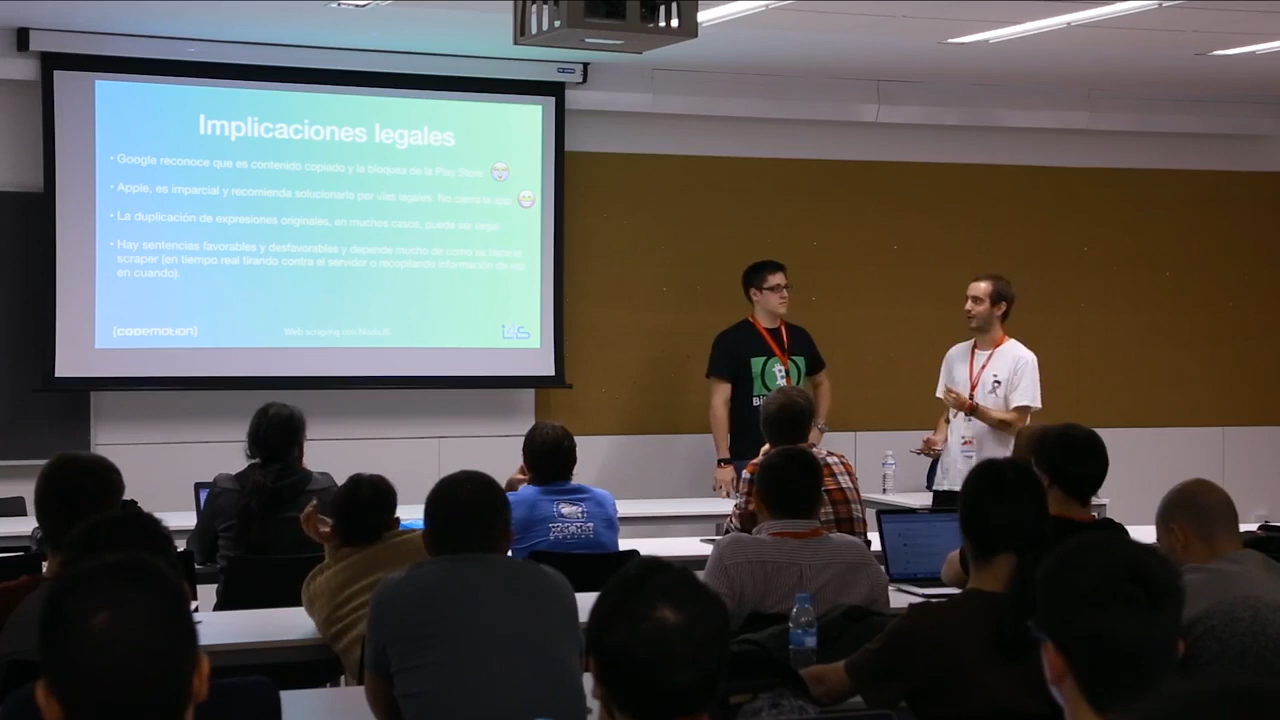 Implicaciones legales
• Google reconoce que es contenido copiado y la bloquea de la Play Store.
• Apple, es imparcial y recomienda solucionarlo por vías legales. No cierra la app
• La duplicación de expresiones originales, en muchos casos, puede ser ilegal
• Hay sentencias favorables y desfavorables y depende mucho de como se hace el
scraper (en tiempo real tirando contra el servidor o recopilando información de vez
en cuando).
{codemotion}
Web scraping con NodeJS
Bit